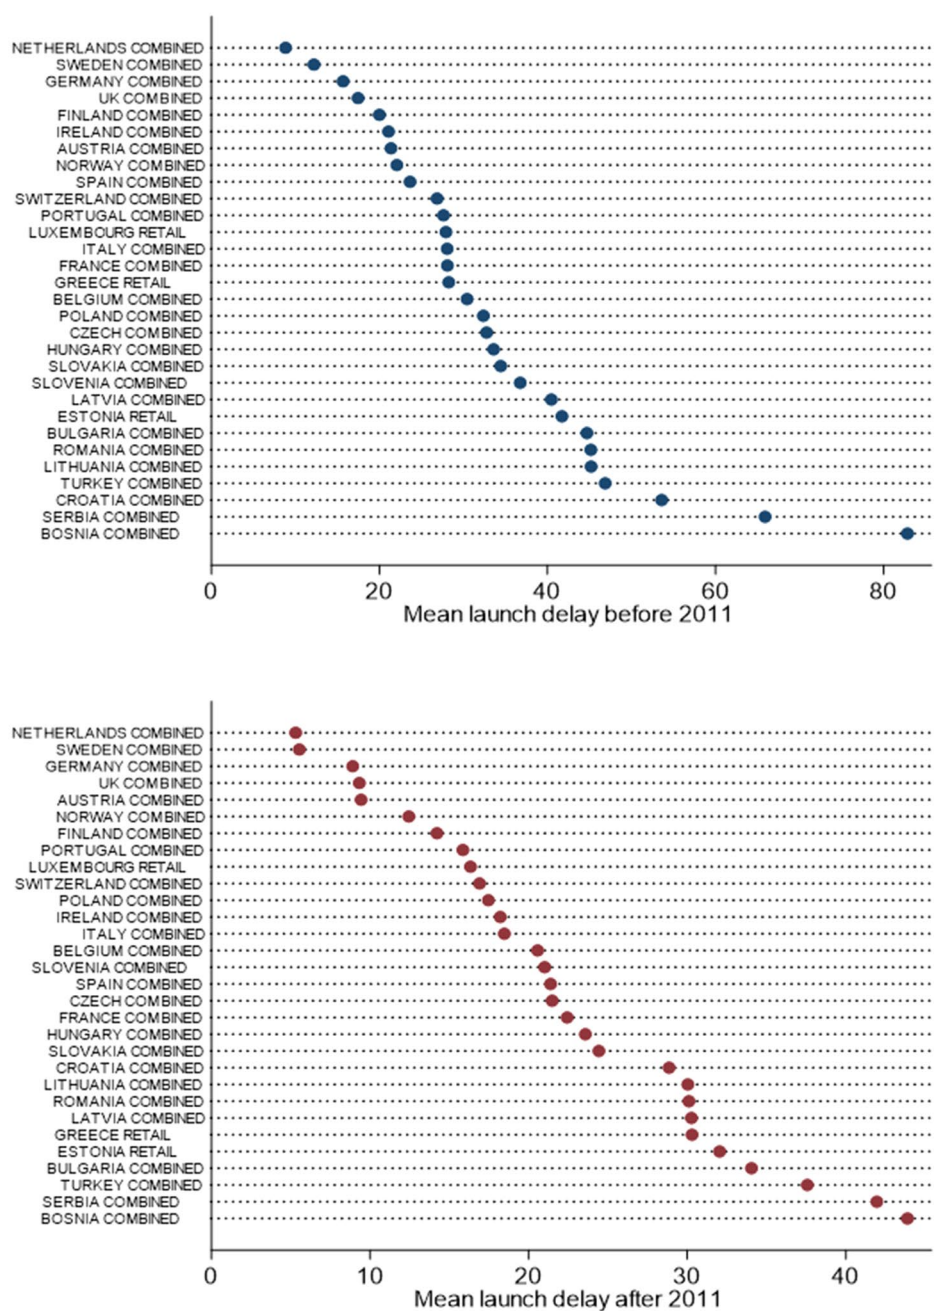 NETHERLANDS COMBINED
SWEDEN COMBINED
GERMANY COMBINED
UK COMBINED
FINLAND COMBINED
IRELAND COMBINED
AUSTRIA COMBINED
NORWAY COMBINED
SPAIN COMBINED
SWITZERLAND COMBINED
PORTUGAL COMBINED
LUXEMBOURG RETAIL
ITALY COMBINED
FRANCE COMBINED
GREECE RETAIL
BELGIUM COMBINED
POLAND COMBINED
CZECH COMBINED
HUNGARY COMBINED
SLOVAKIA COMBINED
SLOVENIA COMBINED
LATVIA COMBINED
ESTONIA RETAIL
BULGARIA COMBINED
ROMANIA COMBINED
LITHUANIA COMBINED
TURKEY COMBINED
CROATIA COMBINED
SERBIA COMBINED
BOSNIA COMBINED
0 20 40 60 80
Mean launch delay before 2011
NETHERLANDS COMBINED
SWEDEN COMBINED
GERMANY COMBINED
UK COMBINED
AUSTRIA COMBINED
NORWAY COMBINED
FINLAND COMBINED
PORTUGAL COMBINED
LUXEMBOURG RETAIL
SWITZERLAND COMBINED
POLAND COMBINED
IRELAND COMBINED
ITALY COMBINED
BELGIUM COMBINED
SLOVENIA COMBINED
SPAIN COMBINED
CZECH COMBINED
FRANCE COMBINED
HUNGARY COMBINED
SLOVAKIA COMBINED
CROATIA COMBINED
LITHUANIA COMBINED
ROMANIA COMBINED
LATVIA COMBINED
GREECE RETAIL
ESTONIA RETAIL
BULGARIA COMBINED
TURKEY COMBINED
SERBIA COMBINED
BOSNIA COMBINED
0 10 20 30 40
Mean launch delay after 2011